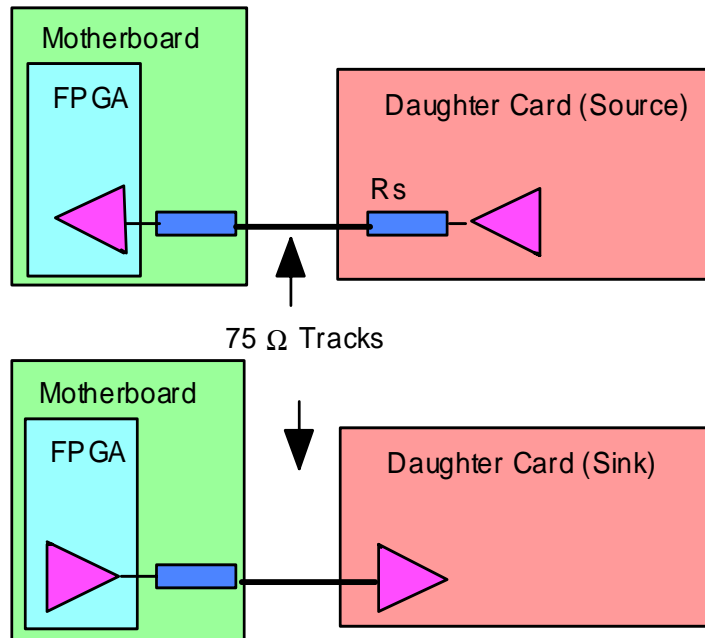 Motherboard
FPGA
Daughter Card (Source)
Rs
75 Ω Tracks
Motherboard
FPGA
Daughter Card (Sink)